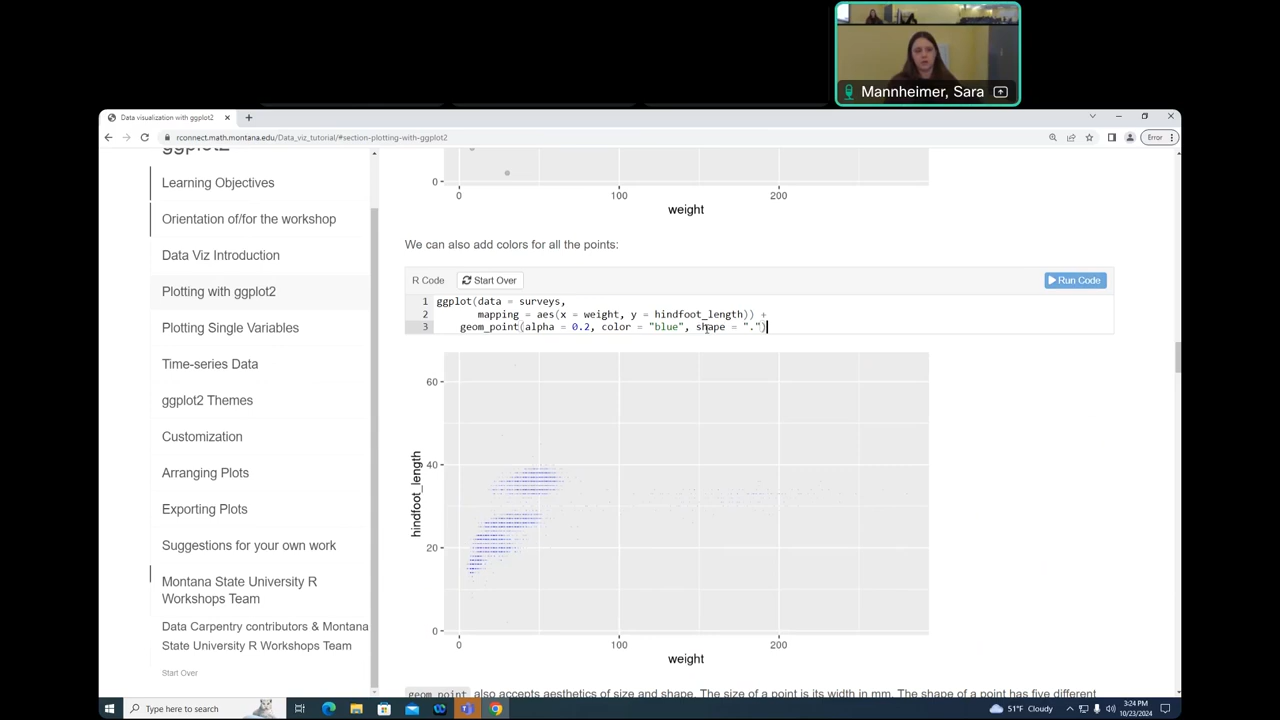 Mannheimer, Sara
Data visualization with ggplot2
rconnect.math.montana.edu/Data_viz_tutorial/#section-plotting-with-ggplot2
Error
ggplot2
Learning Objectives
Orientation of/for the workshop
Data Viz Introduction
Plotting with ggplot2
Plotting Single Variables
Time-series Data
ggplot2 Themes
Customization
Arranging Plots
Exporting Plots
Suggestions for your own work
Montana State University R
Workshops Team
Data Carpentry contributors & Montana
State University R Workshops Team
Start Over
0
0 100 200
weight
We can also add colors for all the points:
R Code Start Over Run Code
1 ggplot(data = surveys,
2 mapping = aes(x = weight, y = hindfoot_length)) +
3 geom_point(alpha = 0.2, color = "blue", shape = ".")
60
40
20
0
hindfoot_length
0 100 200
weight
geom_point also accepts aesthetics of size and shape. The size of a point is its width in mm. The shape of a point has five different
Type here to search
51°F Cloudy
3:24 PM
10/23/2024